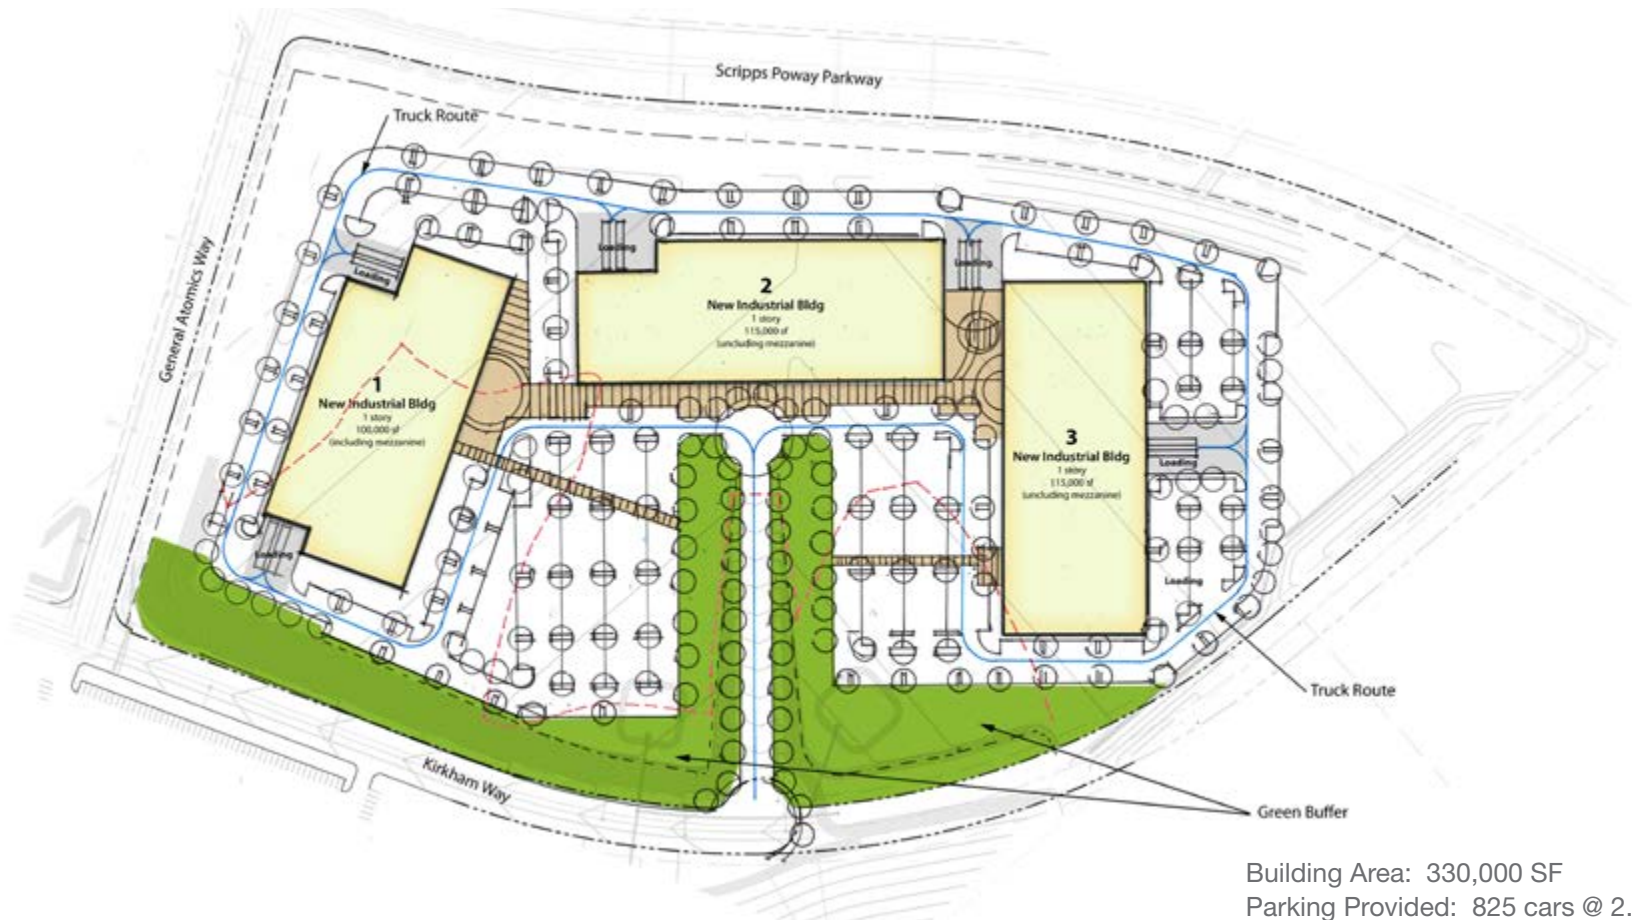 Scripps Poway Parkway
Truck Route
General Atomics Way
Loading
Loading
Loading
2
New Industrial Bldg
1 story
115,000 sf
(including mezzanine)
1
New Industrial Bldg
1 story
100,000 sf
(including mezzanine)
3
New Industrial Bldg
1 story
115,000 sf
(including mezzanine)
Loading
Loading
Loading
Truck Route
Kirkham Way
Green Buffer
Building Area: 330,000 SF
Parking Provided: 825 cars @ 2.